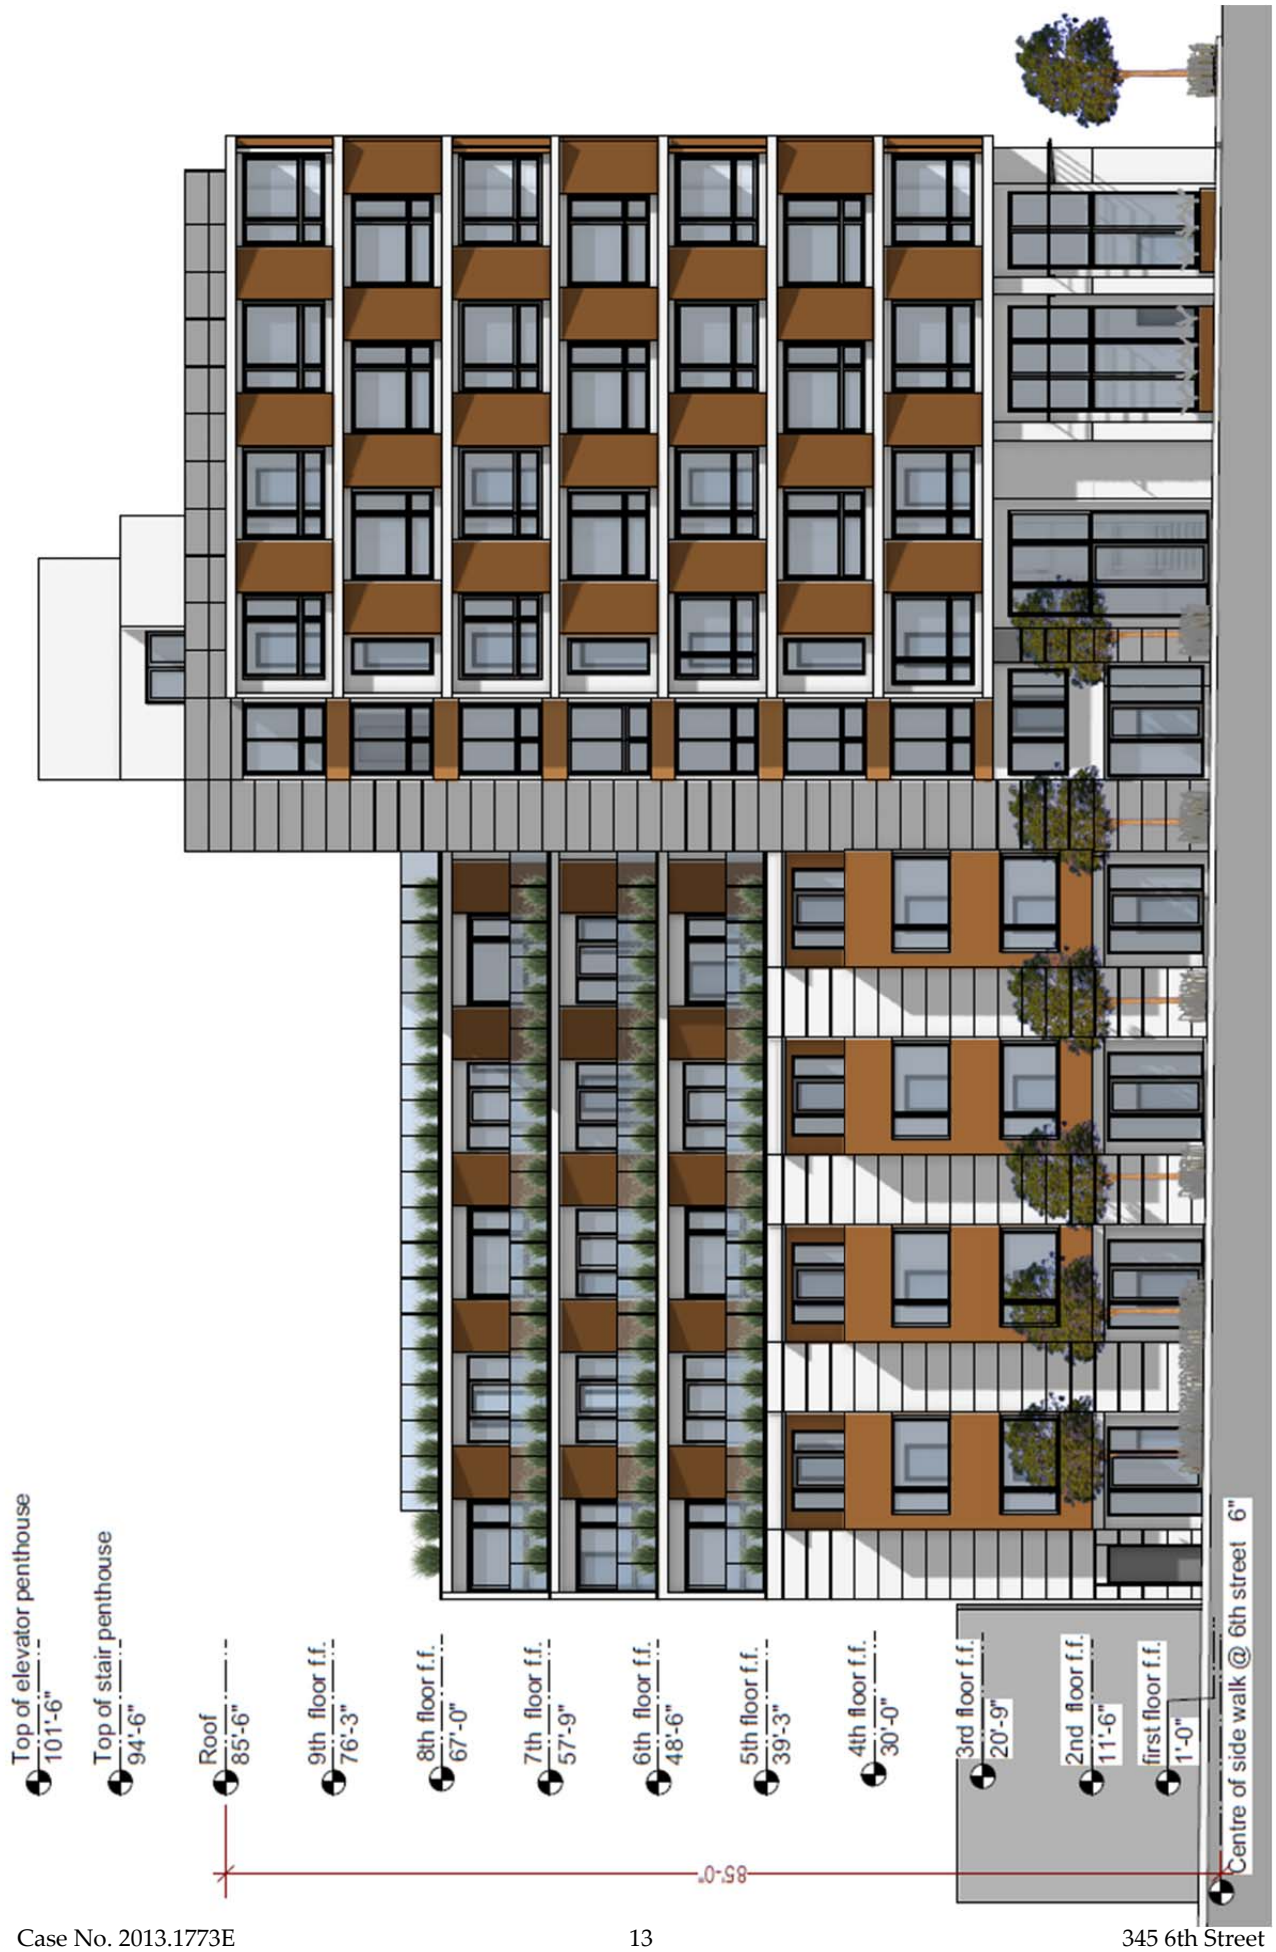 Top of elevator penthouse
101'-6"
Top of stair penthouse
94'-6"
Roof
85'-6"
9th floor f.f.
76'-3"
8th floor f.f.
67'-0"
7th floor f.f.
57'-9"
6th floor f.f.
48'-6"
5th floor f.f.
39'-3"
4th floor f.f.
30'-0"
3rd floor f.f.
20'-9"
2nd floor f.f.
11'-6"
first floor f.f.
1'-0"
Centre of side walk @ 6th street 6"
85'-0"
Case No. 2013.1773E 13 345 6th Street